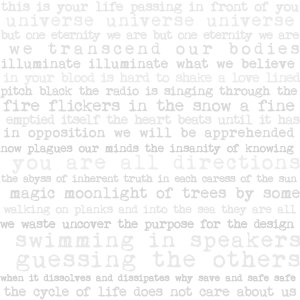 this is your life passing in front of you
universe universe universe
but one eternity we are but one eternity we are
we transcend our bodies
illuminate illuminate what we believe
in your blood is hard to shake a love lined
pitch black the radio is singing through the
fire flickers in the snow a fine
emptied itself the heart beats until it has
in opposition we will be apprehended
now plagues our minds the insanity of knowing
you are all directions
the abyss of inherent truth in each caress of the sun
magic moonlight of trees by some
walking on planks and into the sea they are all
we waste uncover the purpose for the design
swimming in speakers
guessing the others
when it dissolves and dissipates why save and safe safe
the cycle of life does not care about us